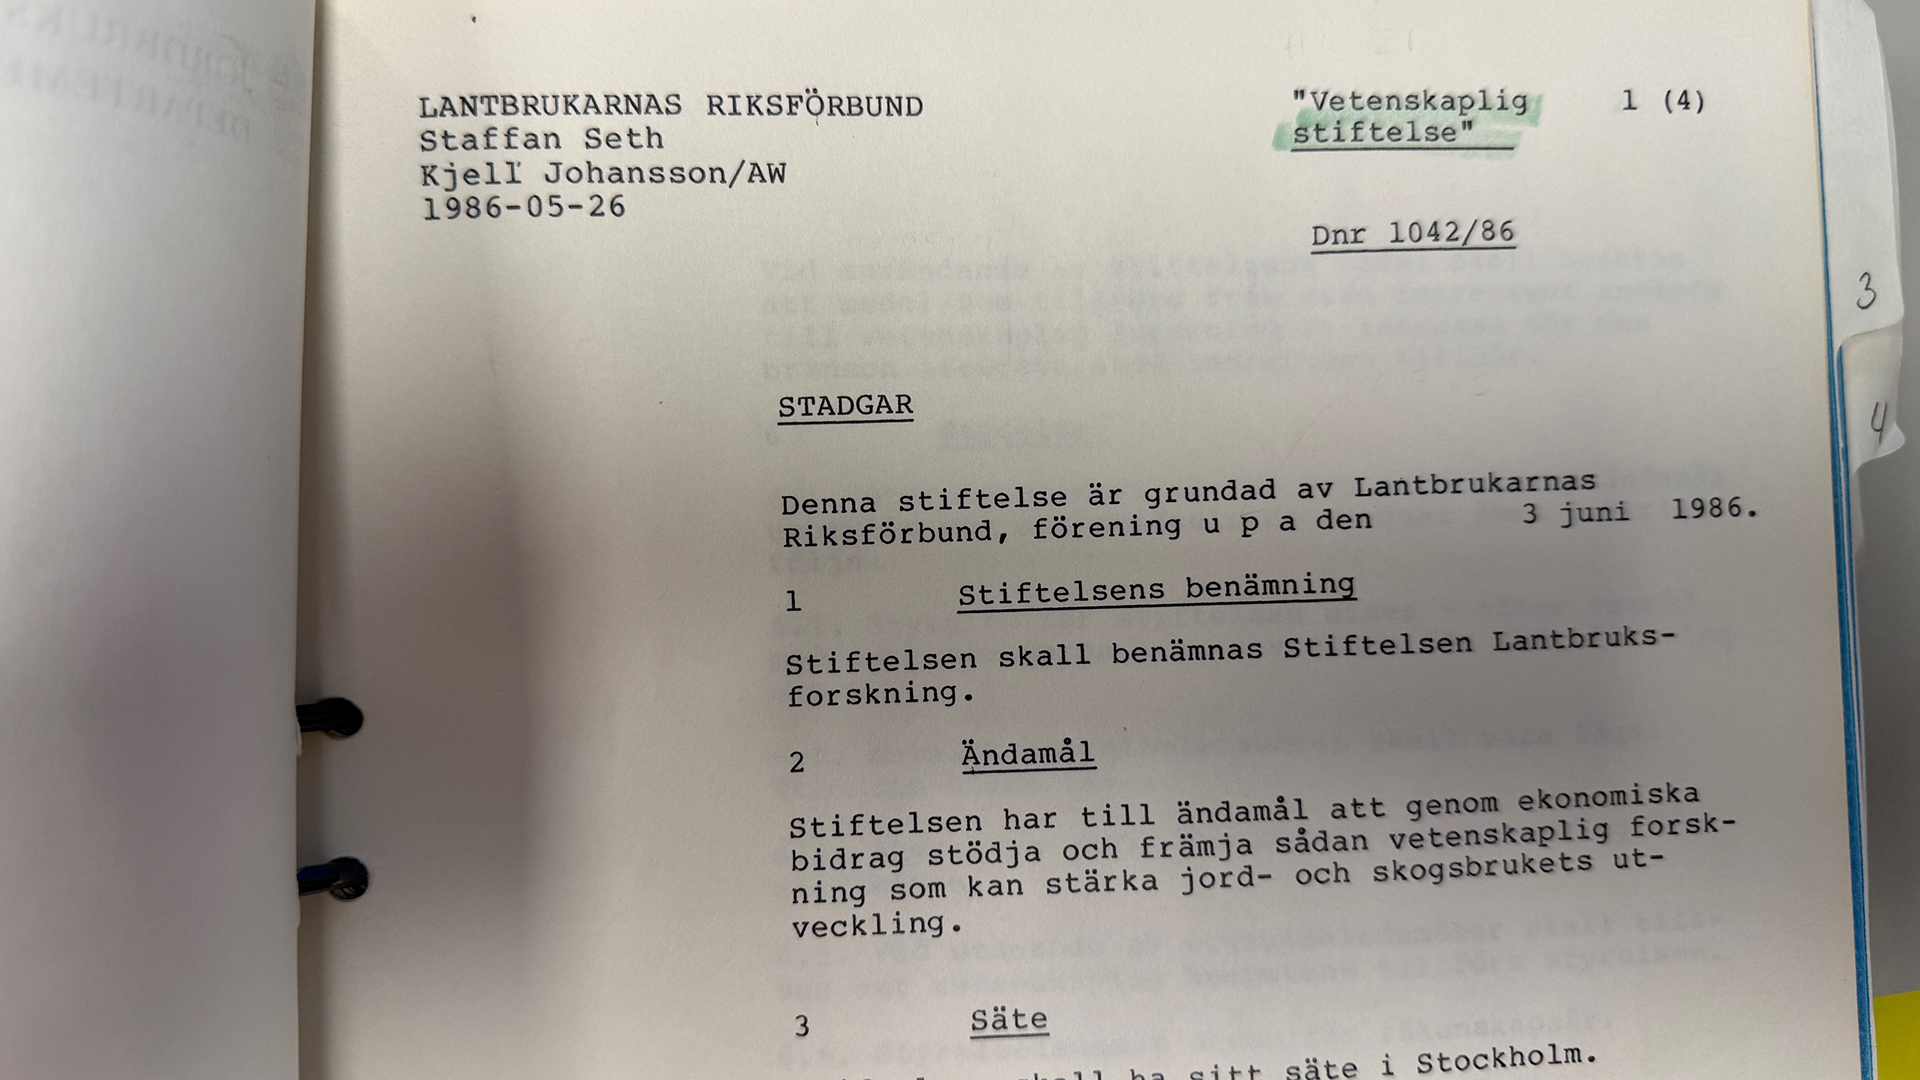 LANTBRUKARNAS RIKSFÖRBUND
Staffan Seth
Kjell Johansson/AW
1986-05-26
"Vetenskaplig
stiftelse"
1 (4)
Dnr 1042/86
3
4
STADGAR
Denna stiftelse är grundad av Lantbrukarnas
Riksförbund, förening u p a den 3 juni 1986.
1 Stiftelsens benämning
Stiftelsen skall benämnas Stiftelsen Lantbruks-
forskning.
2 Ändamål
Stiftelsen har till ändamål att genom ekonomiska
bidrag stödja och främja sådan vetenskaplig forsk-
ning som kan stärka jord- och skogsbrukets ut-
veckling.
3 Säte
skall ha sitt säte i Stockholm.